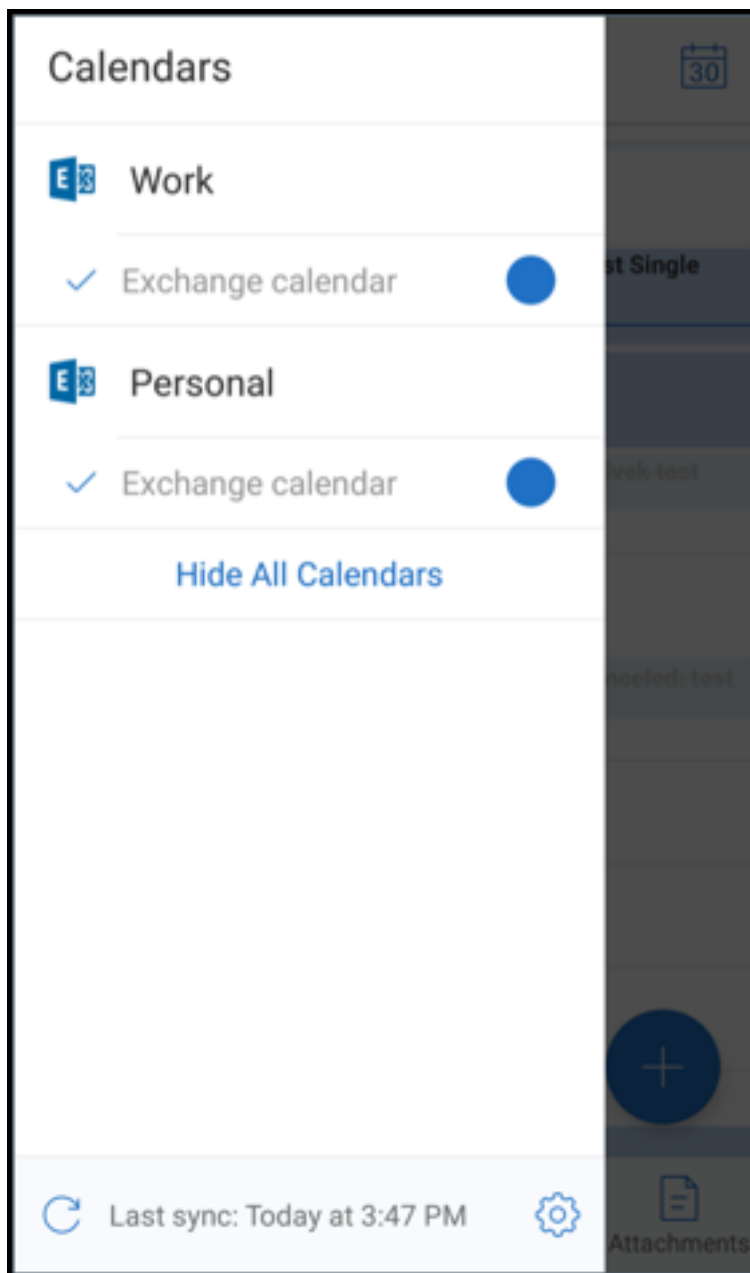 Calendars
30
E Work
st Single
Exchange calendar
E Personal
Exchange calendar
ivek test
Hide All Calendars
nceled: test
Last sync: Today at 3:47 PM
Attachments